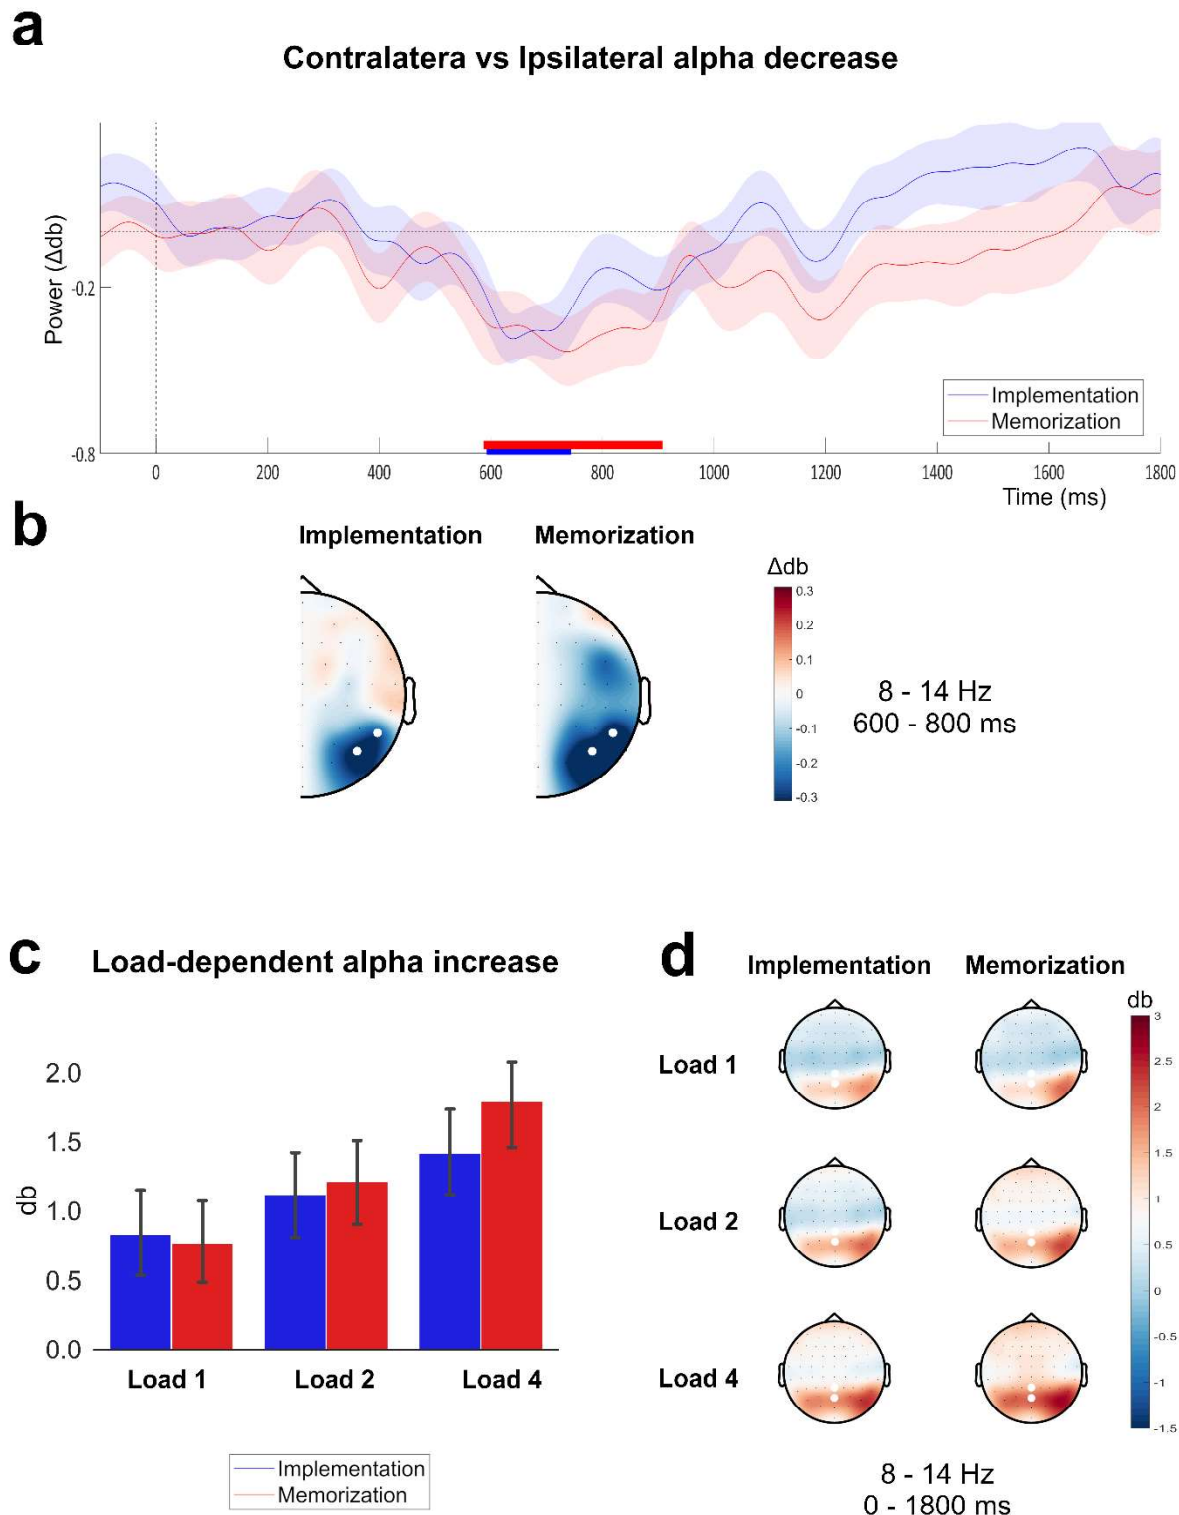 a
Contralatera vs Ipsilateral alpha decrease
Power (Δdb)
-0.2
-0.8
Implementation
Memorization
0 200 400 600 800 1000 1200 1400 1600 1800
Time (ms)
b
Implementation Memorization
Δdb
0.3
0.2
0.1
0
-0.1
-0.2
-0.3
8 - 14 Hz
600 - 800 ms
c
Load-dependent alpha increase
db
2.0
1.5
1.0
0.5
0.0
Load 1 Load 2 Load 4
Implementation
Memorization
d
Implementation Memorization
Load 1
Load 2
Load 4
db
3
2.5
2
1.5
1
0.5
0
-0.5
-1
-1.5
8 - 14 Hz
0 - 1800 ms